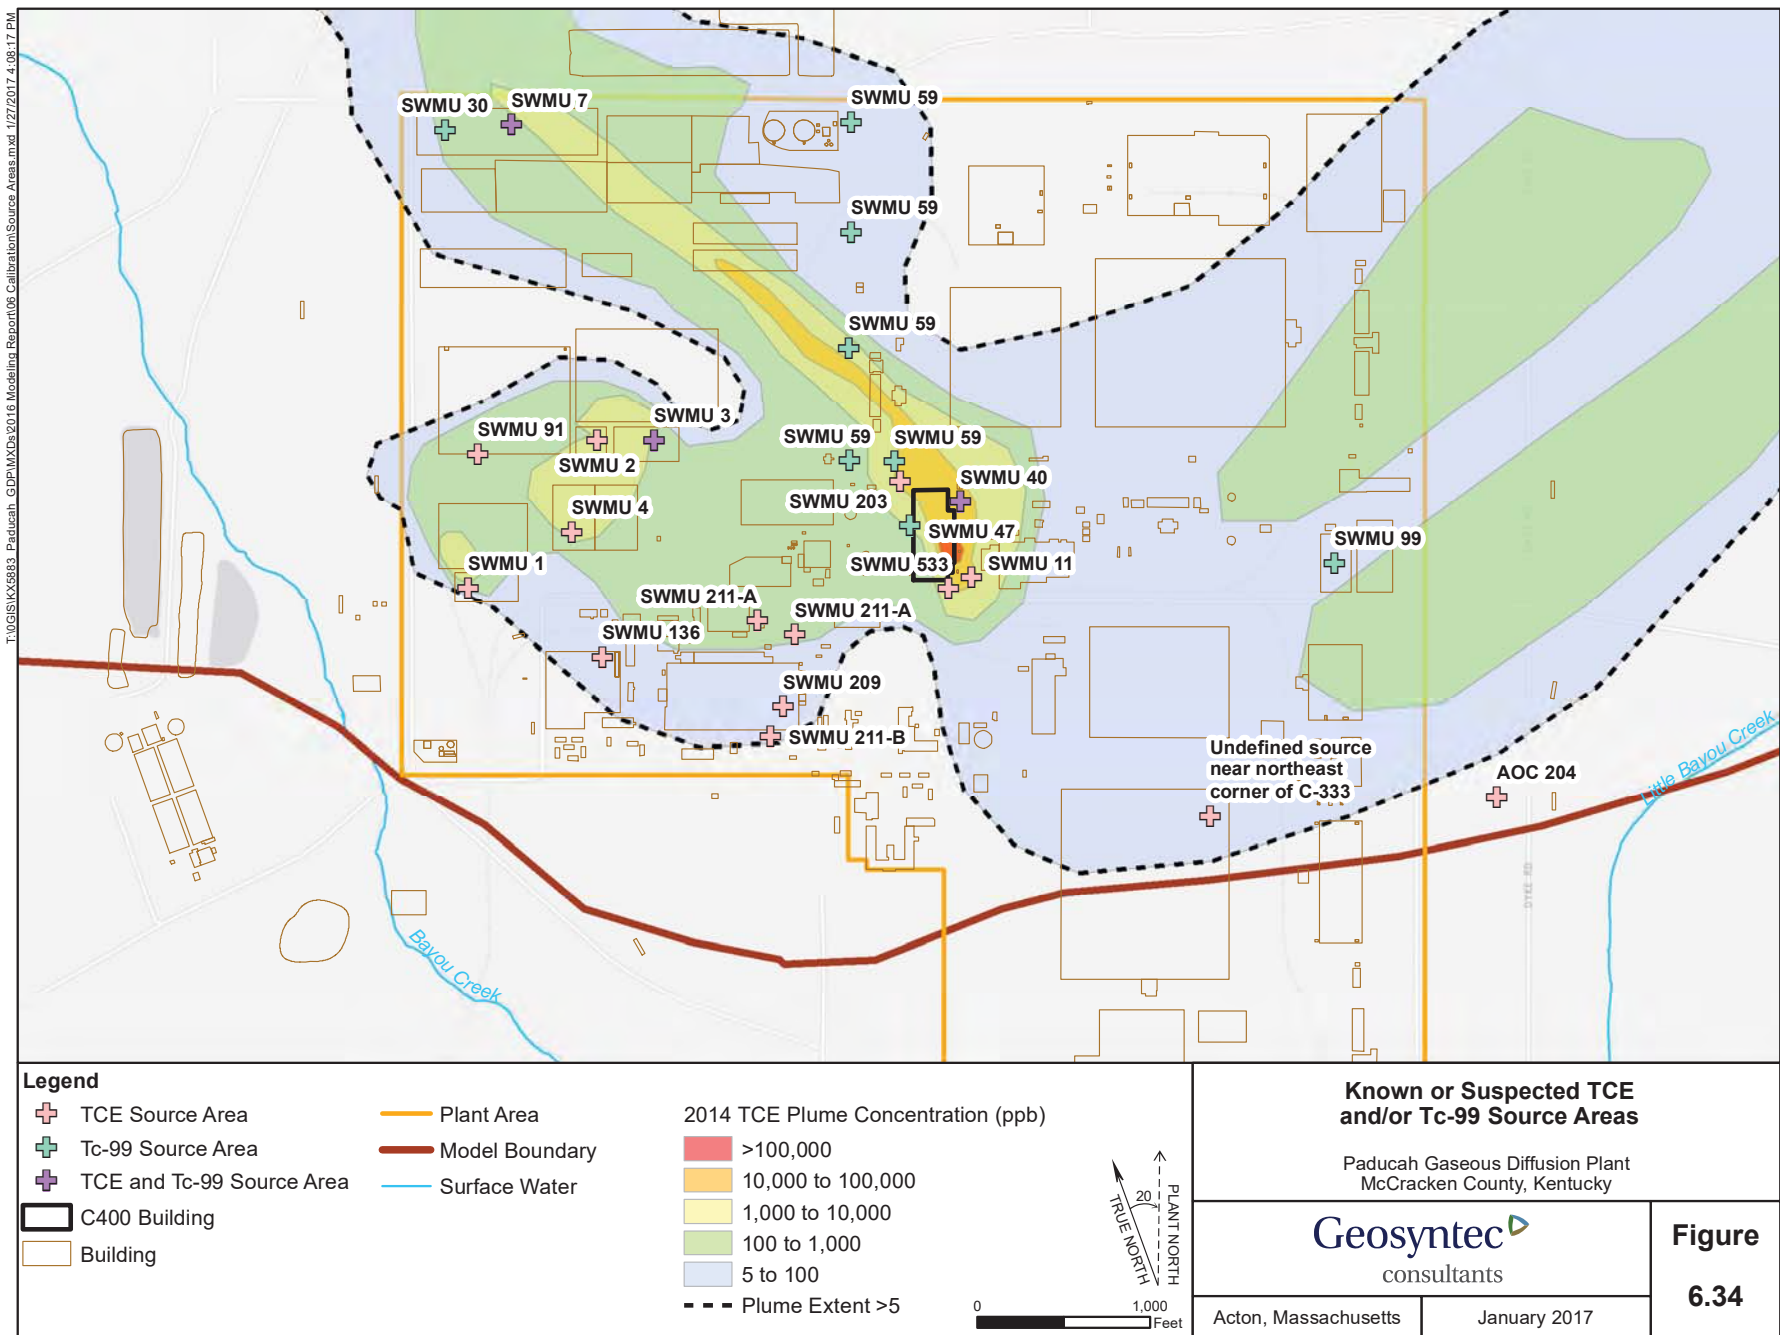 T:\0GIS\KX5883_Paducah_GDP\MXDs\2016 Modeling Report\06 Calibration\Source Areas.mxd 1/27/2017 4:08:17 PM
SWMU 30
SWMU 7
SWMU 59
SWMU 59
SWMU 59
SWMU 3
SWMU 91
SWMU 59
SWMU 59
SWMU 2
SWMU 40
SWMU 4
SWMU 203
SWMU 47
SWMU 99
SWMU 1
SWMU 533
SWMU 11
SWMU 211-A
SWMU 211-A
SWMU 136
SWMU 209
SWMU 211-B
Undefined source
near northeast
corner of C-333
AOC 204
Little Bayou Creek
DYKE RD
Bayou Creek
Legend
TCE Source Area
Tc-99 Source Area
TCE and Tc-99 Source Area
C400 Building
Building
Plant Area
Model Boundary
Surface Water
2014 TCE Plume Concentration (ppb)
>100,000
10,000 to 100,000
1,000 to 10,000
100 to 1,000
5 to 100
Plume Extent >5
20
TRUE NORTH
PLANT NORTH
0 1,000
Feet
Known or Suspected TCE
and/or Tc-99 Source Areas
Paducah Gaseous Diffusion Plant
McCracken County, Kentucky
Geosyntec
consultants
Acton, Massachusetts
January 2017
Figure
6.34